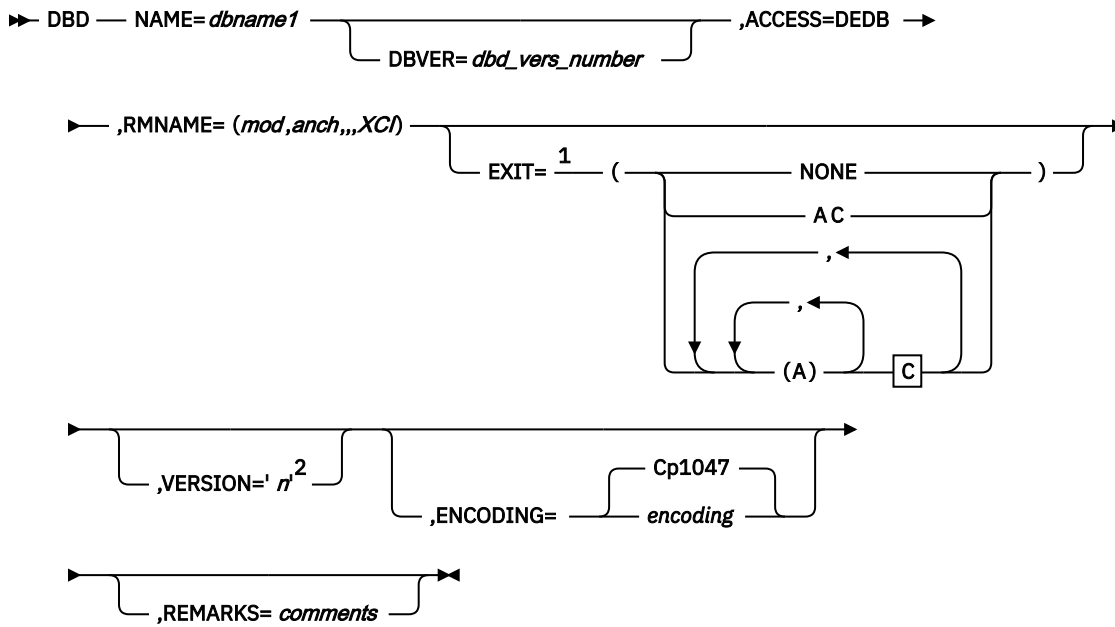 DBD NAME= dbname1 ,ACCESS=DEDB
DBVER= dbd_vers_number
,RMNAME= (mod ,anch,,,XCI)
EXIT= 1 ( NONE )
A C
,
,
(A) C
,VERSION=' n' 2
Cp1047
,ENCODING= encoding
,REMARKS= comments